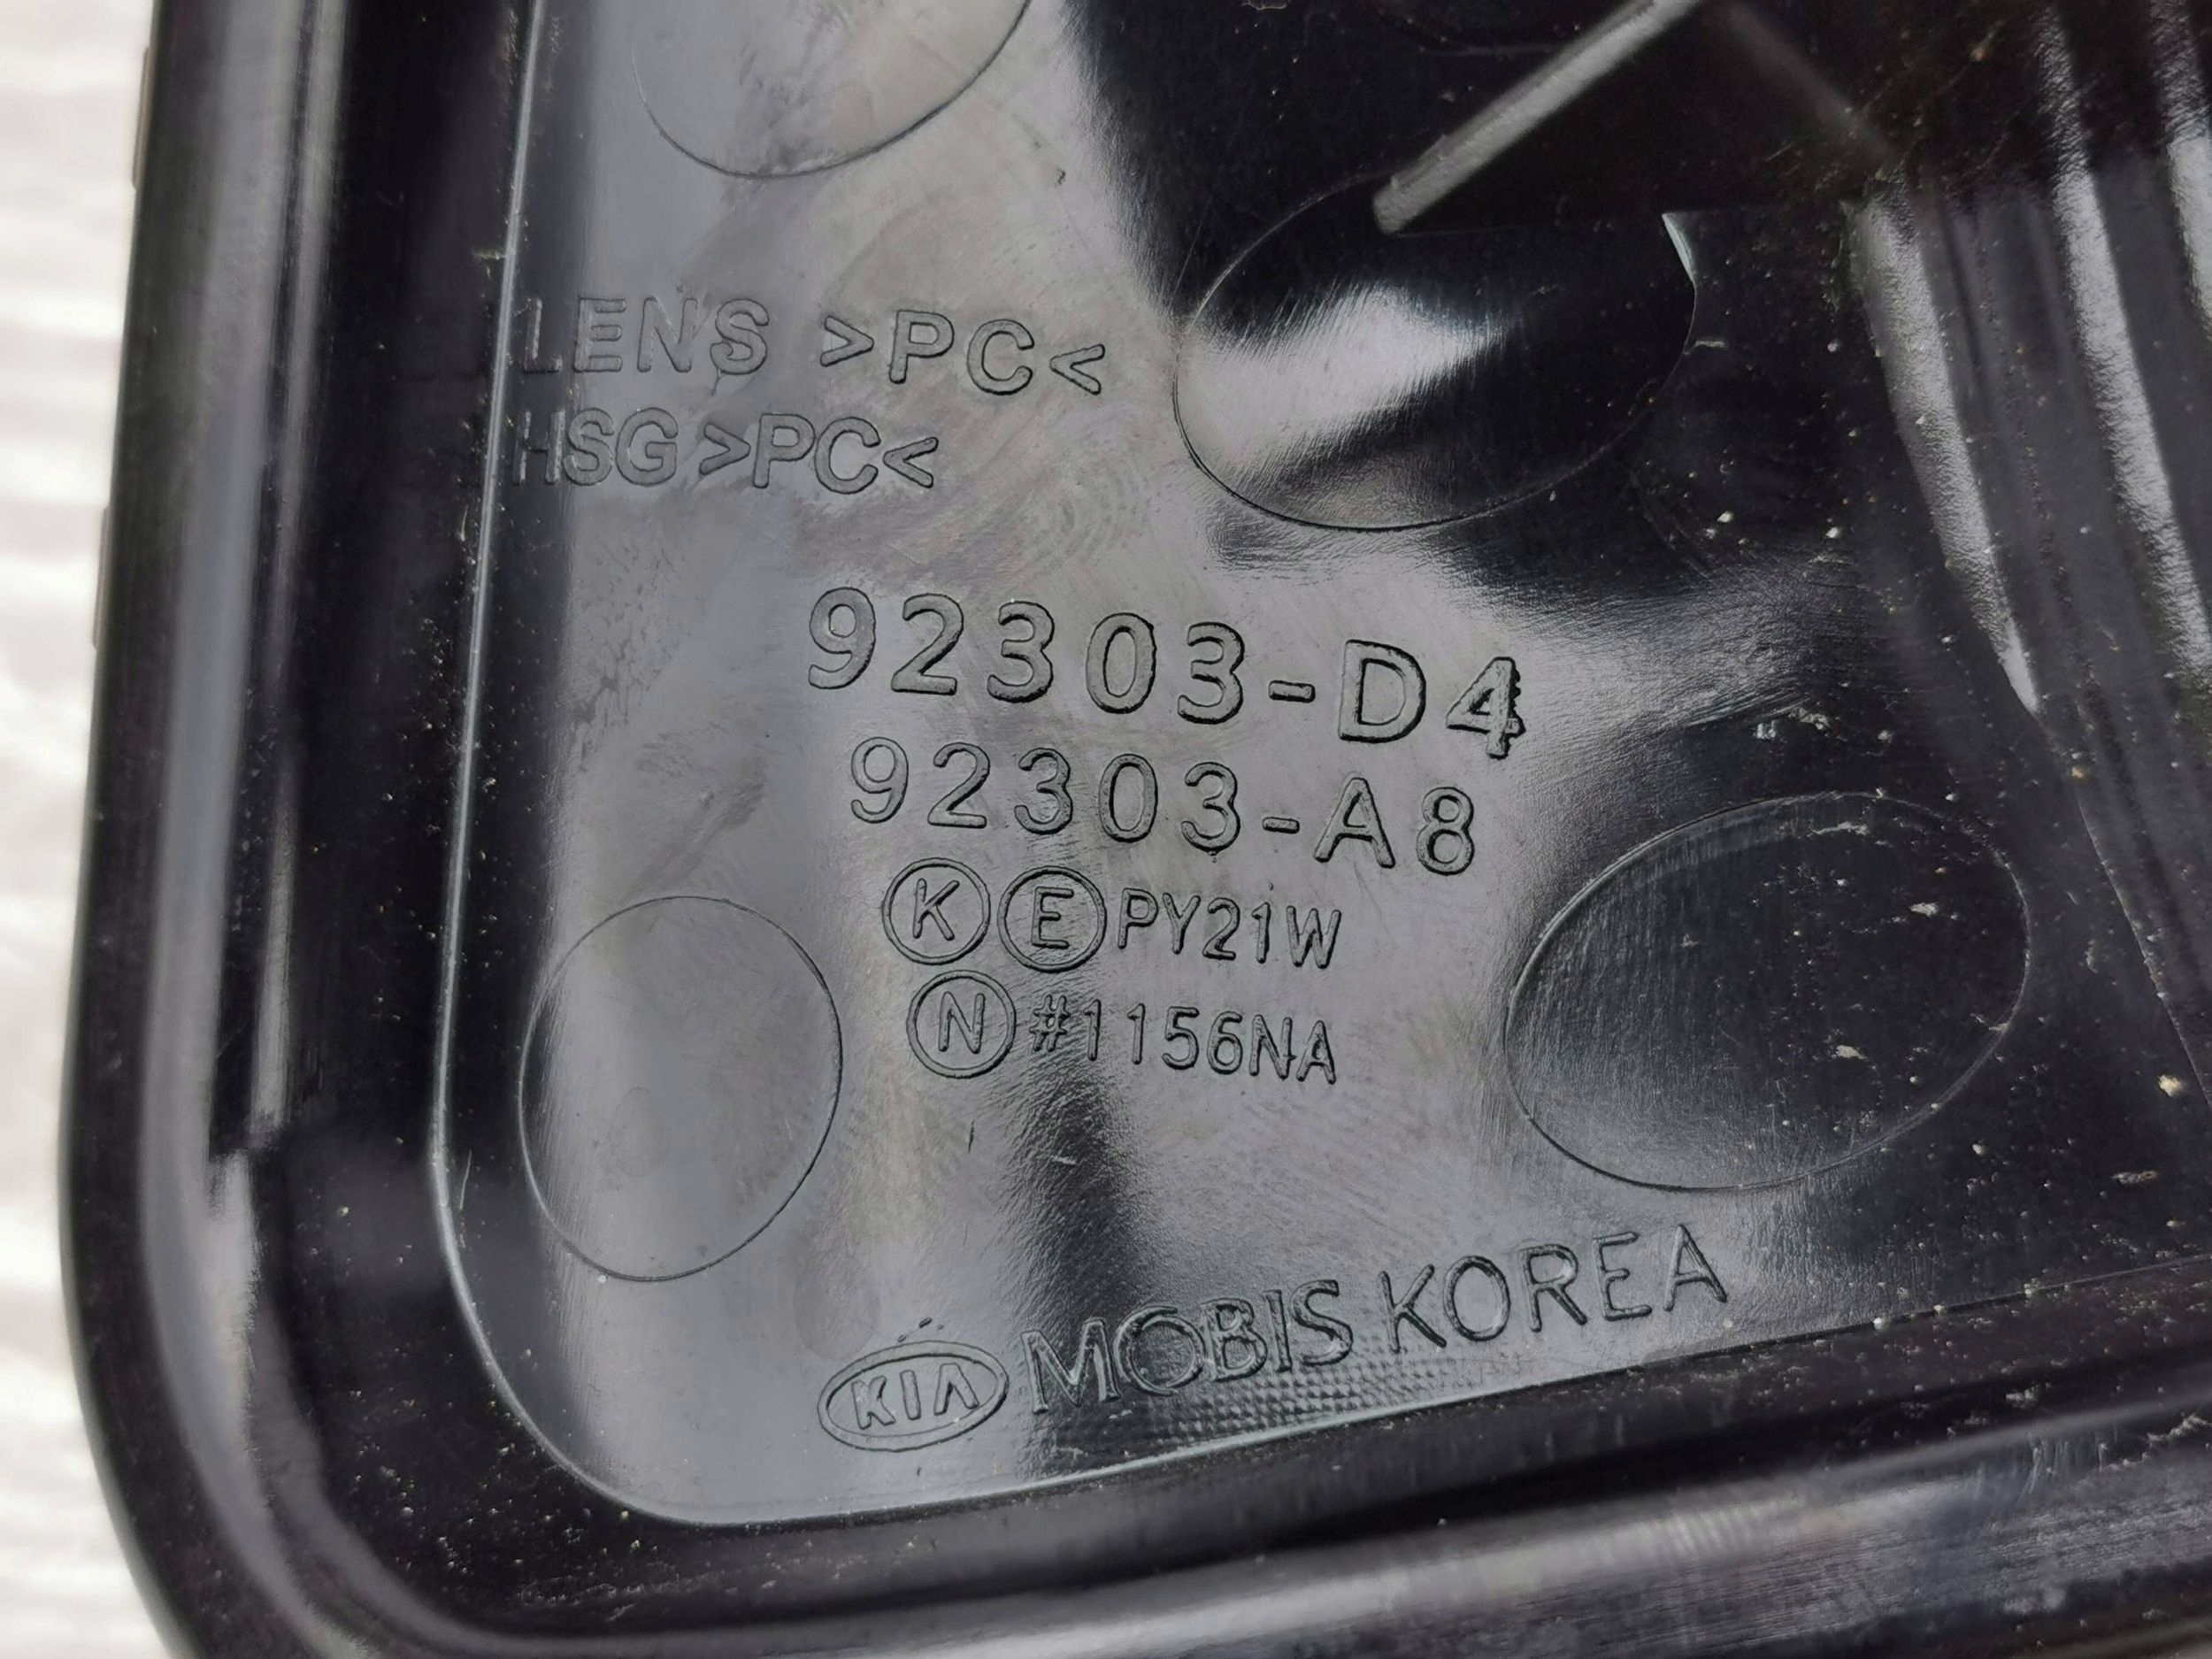 LENS >PC<
HSG>PC<
92303-D4
92303-A8
K E PY21W
N #1156NA
KIA MOBIS KOREA